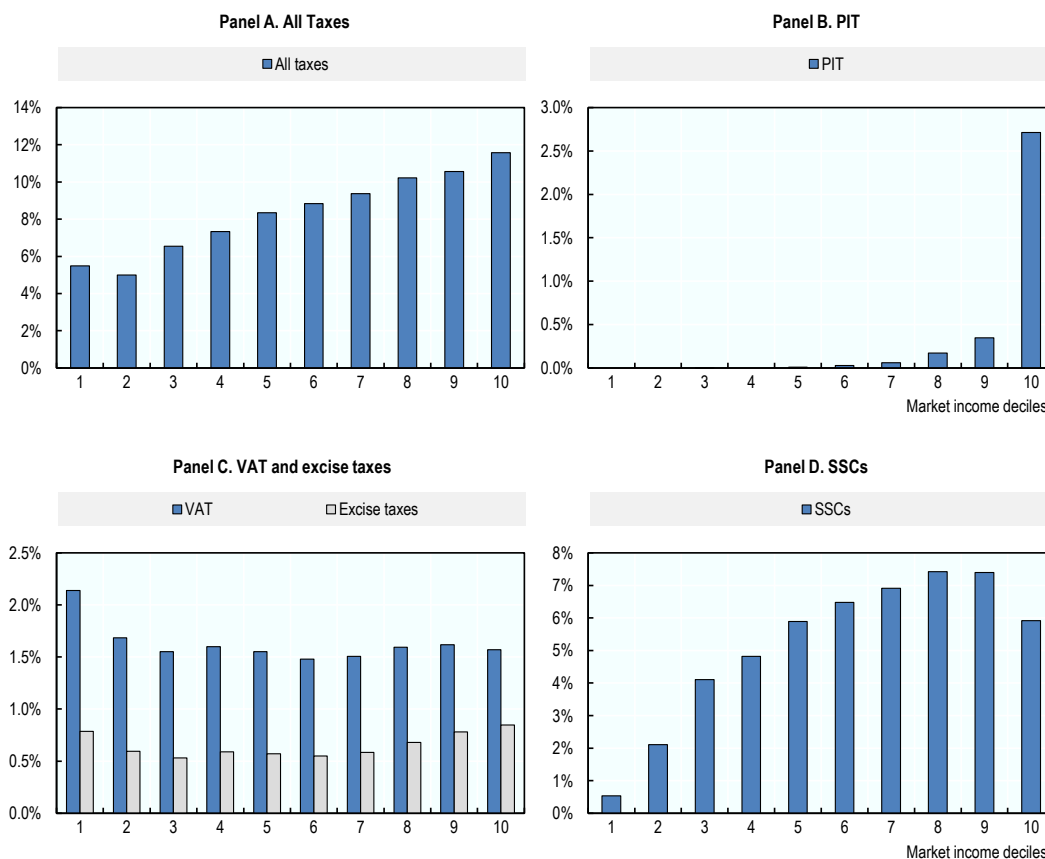 Panel A. All Taxes
All taxes
14%
12%
10%
8%
6%
4%
2%
0%
1 2 3 4 5 6 7 8 9 10
Panel B. PIT
PIT
3.0%
2.5%
2.0%
1.5%
1.0%
0.5%
0.0%
1 2 3 4 5 6 7 8 9 10
Market income deciles
Panel C. VAT and excise taxes
VAT Excise taxes
2.5%
2.0%
1.5%
1.0%
0.5%
0.0%
1 2 3 4 5 6 7 8 9 10
Panel D. SSCs
SSCs
8%
7%
6%
5%
4%
3%
2%
1%
0%
1 2 3 4 5 6 7 8 9 10
Market income deciles